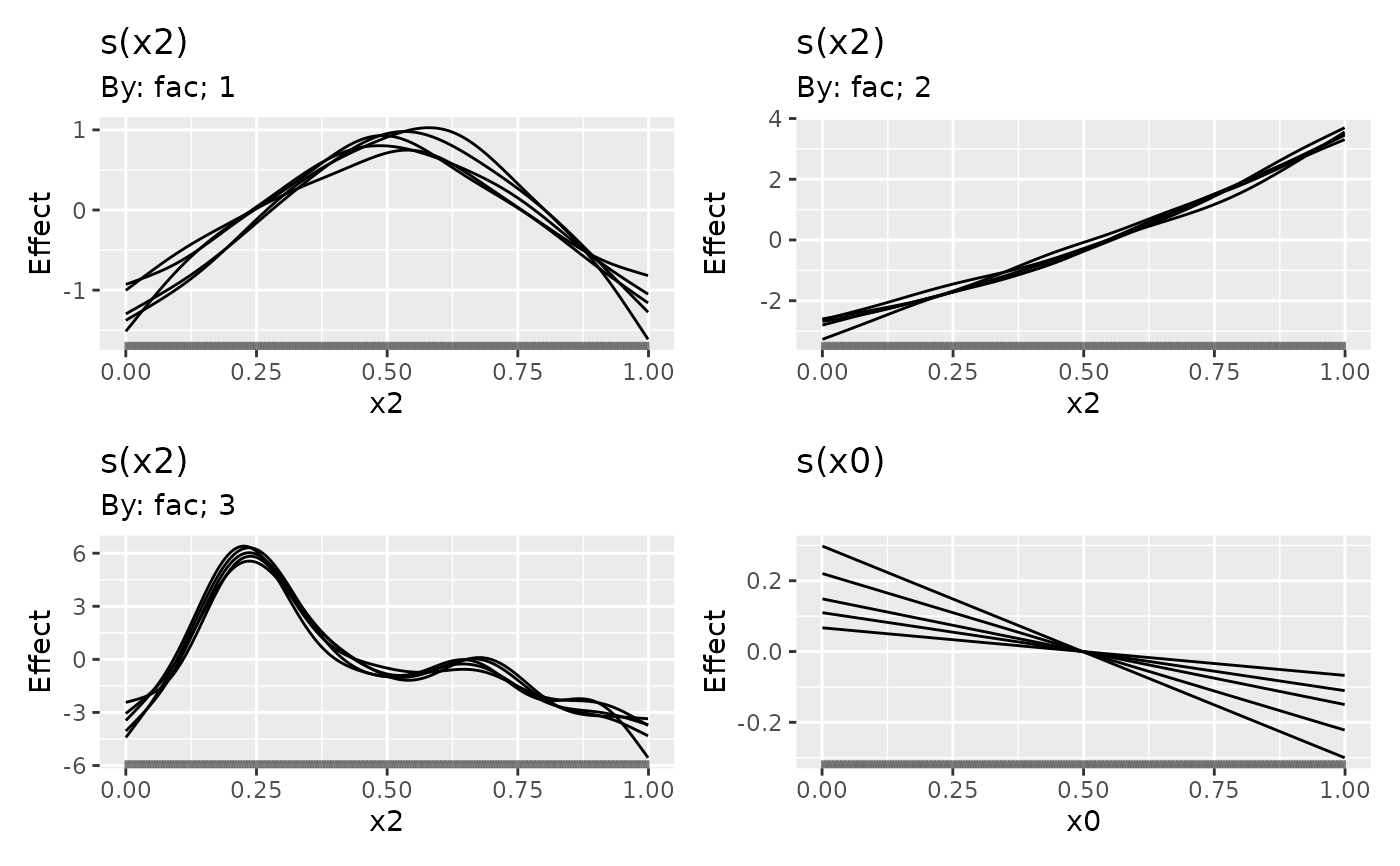 s(x2)
By: fac; 1
Effect
1
0
-1
0.00 0.25 0.50 0.75 1.00
x2
s(x2)
By: fac; 2
Effect
4
2
0
-2
0.00 0.25 0.50 0.75 1.00
x2
s(x2)
By: fac; 3
Effect
6
3
0
-3
-6
0.00 0.25 0.50 0.75 1.00
x2
s(x0)
Effect
0.2
0.0
-0.2
0.00 0.25 0.50 0.75 1.00
x0